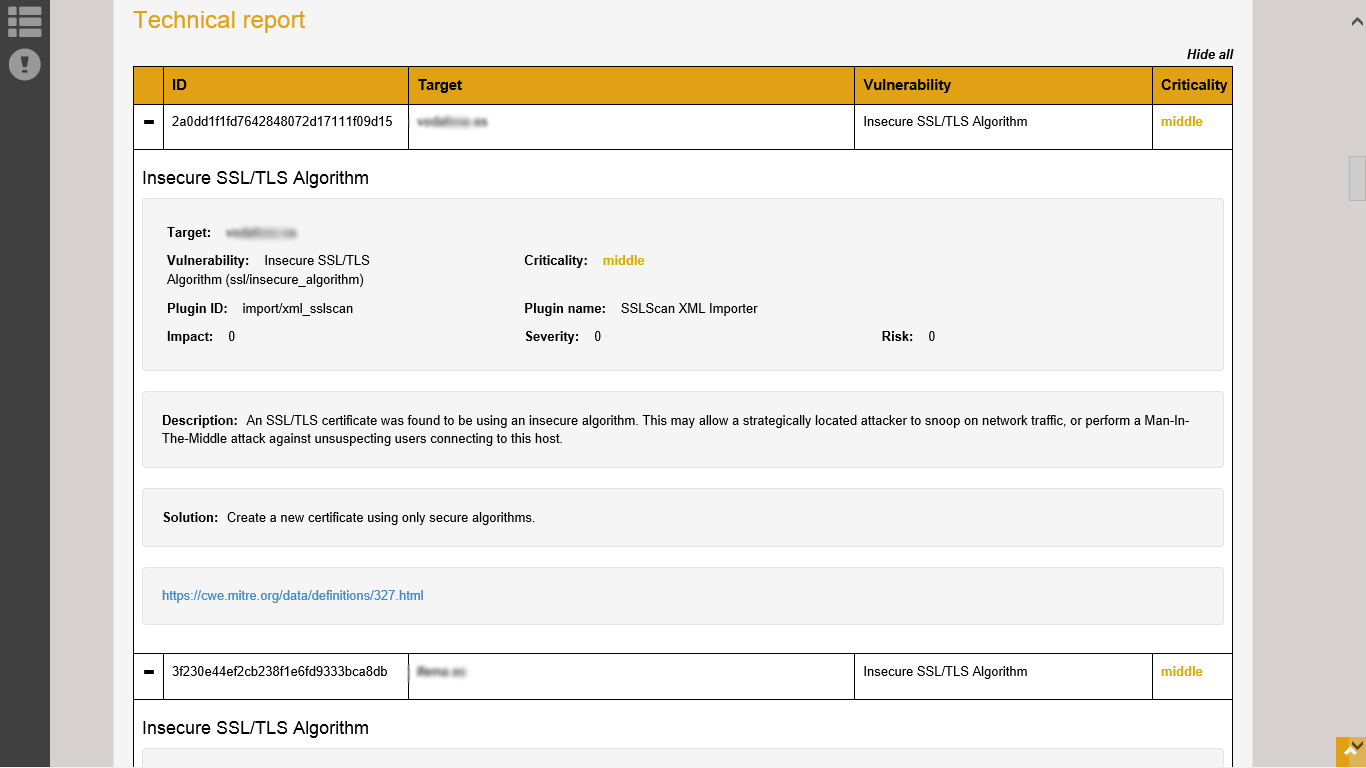 Technical report
Hide all
ID Target Vulnerability Criticality
2a0dd1f1fd7642848072d17111f09d15 Insecure SSL/TLS Algorithm middle
Insecure SSL/TLS Algorithm
Target:
Vulnerability: Insecure SSL/TLS Criticality: middle
Algorithm (ssl/insecure_algorithm)
Plugin ID: import/xml_sslscan Plugin name: SSLScan XML Importer
Impact: 0 Severity: 0 Risk: 0
Description: An SSL/TLS certificate was found to be using an insecure algorithm. This may allow a strategically located attacker to snoop on network traffic, or perform a Man-In-
The-Middle attack against unsuspecting users connecting to this host.
Solution: Create a new certificate using only secure algorithms.
https://cwe.mitre.org/data/definitions/327.html
3f230e44ef2cb238f1e6fd9333bca8db Insecure SSL/TLS Algorithm middle
Insecure SSL/TLS Algorithm